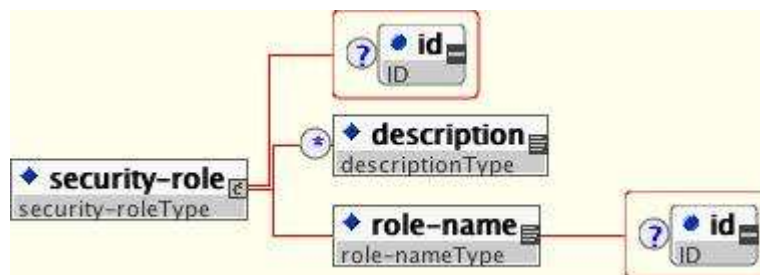 ? id
ID
* description
descriptionType
security-role
security-roleType
role-name
role-nameType
? id
ID